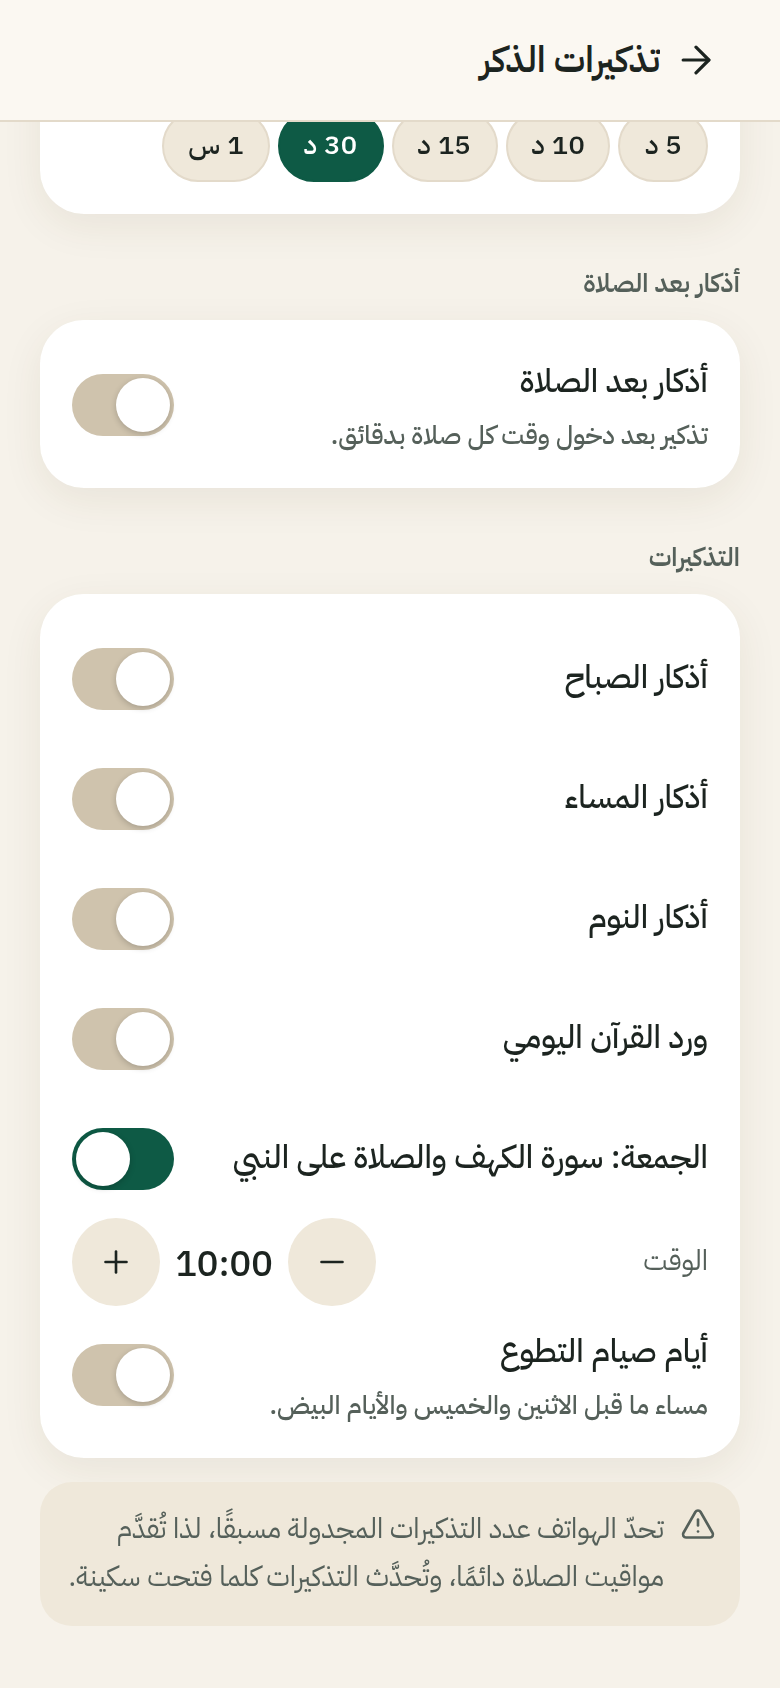 تذكيرات الذكر
5 د
10 د
15 د
30 د
1 س
أذكار بعد الصلاة
أذكار بعد الصلاة
تذكير بعد دخول وقت كل صلاة بدقائق.
التذكيرات
أذكار الصباح
أذكار المساء
أذكار النوم
ورد القرآن اليومي
الجمعة: سورة الكهف والصلاة على النبي
الوقت
−
10:00
+
أيام صيام التطوع
مساء ما قبل الاثنين والخميس والأيام البيض.
تحدّ الهواتف عدد التذكيرات المجدولة مسبقًا، لذا تُقدَّم
مواقيت الصلاة دائمًا، وتُحدَّث التذكيرات كلما فتحت سكينة.